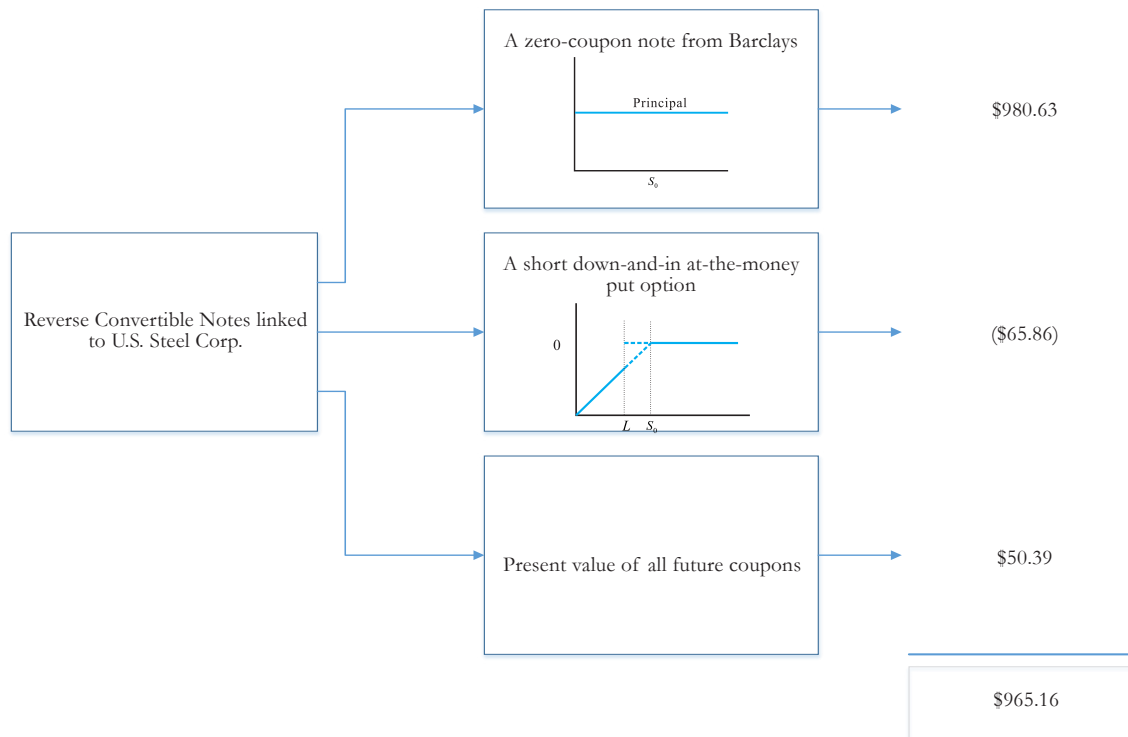 A zero-coupon note from Barclays
Principal
S₀
$980.63
Reverse Convertible Notes linked
to U.S. Steel Corp.
A short down-and-in at-the-money
put option
0
L S₀
($65.86)
Present value of all future coupons
$50.39
$965.16